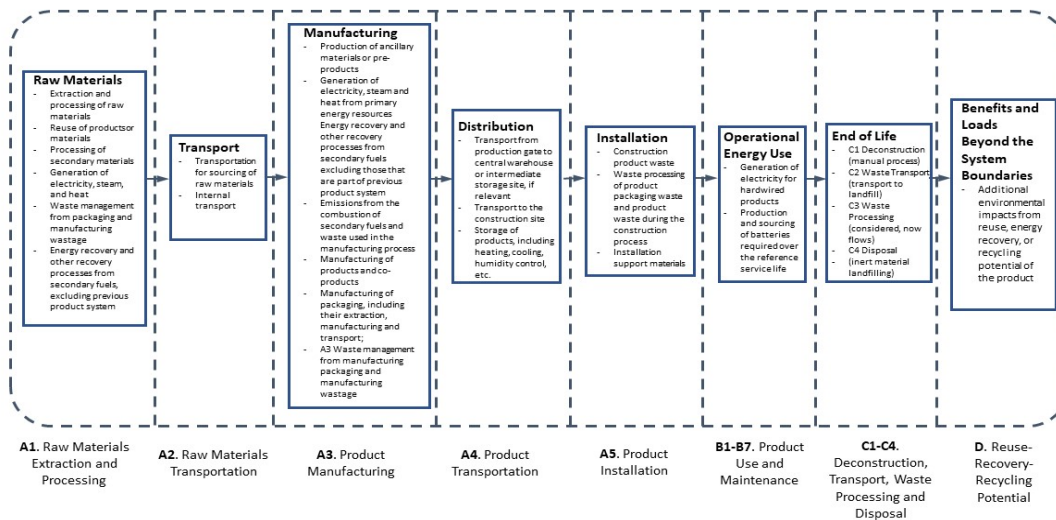 Raw Materials
- Extraction and
processing of raw
materials
- Reuse of productsor
materials
- Processing of
secondary materials
- Generation of
electricity, steam,
and heat
- Waste management
from packaging and
manufacturing
wastage
- Energy recovery and
other recovery
processes from
secondary fuels,
excluding previous
product system
Transport
- Transportation
for sourcing of
raw materials
- Internal
transport
Manufacturing
- Production of ancillary
materials or pre-
products
- Generation of
electricity, steam and
heat from primary
energy resources
Energy recovery and
other recovery
processes from
secondary fuels
excluding those that
are part of previous
product system
- Emissions from the
combustion of
secondary fuels and
waste used in the
manufacturing process
- Manufacturing of
products and co-
products
- Manufacturing of
packaging, including
their extraction,
manufacturing and
transport;
- A3 Waste management
from manufacturing
packaging and
manufacturing
wastage
Distribution
- Transport from
production gate to
central warehouse
or intermediate
storage site, if
relevant
- Transport to the
construction site
- Storage of
products, including
heating, cooling,
humidity control,
etc.
Installation
- Construction
product waste
- Waste processing
of product
packaging waste
and product
waste during the
construction
process
- Installation
support materials
Operational
Energy Use
- Generation of
electricity for
hardwired
products
- Production
and sourcing
of batteries
required over
the reference
service life
End of Life
- C1 Deconstruction
(manual process)
- C2 Waste Transport
(transport to
landfill)
- C3 Waste
Processing
(considered, now
flows)
- C4 Disposal
- (inert material
landfilling)
Benefits and
Loads
Beyond the
System
Boundaries
- Additional
environmental
impacts from
reuse, energy
recovery, or
recycling
potential of
the product
A1. Raw Materials
Extraction and
Processing
A2. Raw Materials
Transportation
A3. Product
Manufacturing
A4. Product
Transportation
A5. Product
Installation
B1-B7. Product
Use and
Maintenance
C1-C4.
Deconstruction,
Transport, Waste
Processing and
Disposal
D. Reuse-
Recovery-
Recycling
Potential